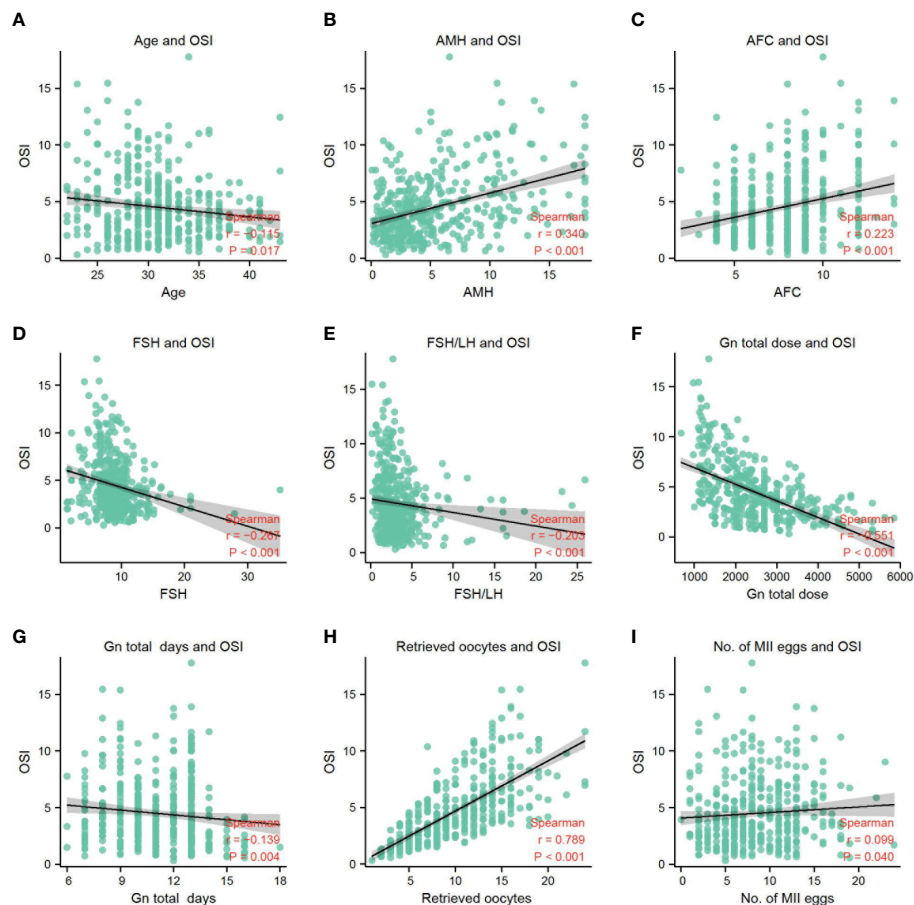 A
B
C
Age and OSI
AMH and OSI
AFC and OSI
15
10
5
0
OSI
Spearman
r = −0.115
P = 0.017
25
30
35
40
Age
15
10
5
0
OSI
Spearman
r = 0.340
P < 0.001
0
5
10
15
AMH
15
10
5
0
OSI
Spearman
r = 0.223
P < 0.001
5
10
AFC
D
E
F
FSH and OSI
FSH/LH and OSI
Gn total dose and OSI
15
10
5
0
OSI
Spearman
r = −0.267
P < 0.001
10
20
30
FSH
15
10
5
0
OSI
Spearman
r = −0.203
P < 0.001
0
5
10
15
20
25
FSH/LH
15
10
5
0
OSI
Spearman
r = −0.551
P < 0.001
1000
2000
3000
4000
5000
6000
Gn total dose
G
H
I
Gn total days and OSI
Retrieved oocytes and OSI
No. of MII eggs and OSI
15
10
5
0
OSI
Spearman
r = −0.139
P = 0.004
6
9
12
15
18
Gn total days
15
10
5
0
OSI
Spearman
r = 0.789
P < 0.001
5
10
15
20
Retrieved oocytes
15
10
5
0
OSI
Spearman
r = 0.099
P = 0.040
0
5
10
15
20
No. of MII eggs